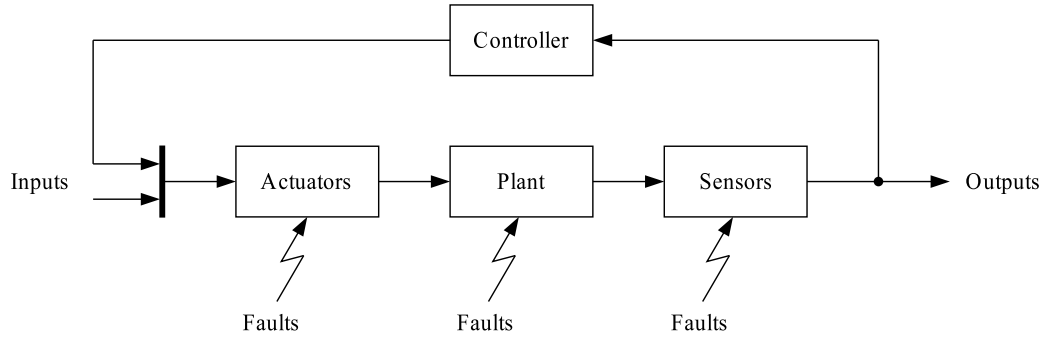 Controller
Inputs
Actuators
Plant
Sensors
Outputs
Faults
Faults
Faults